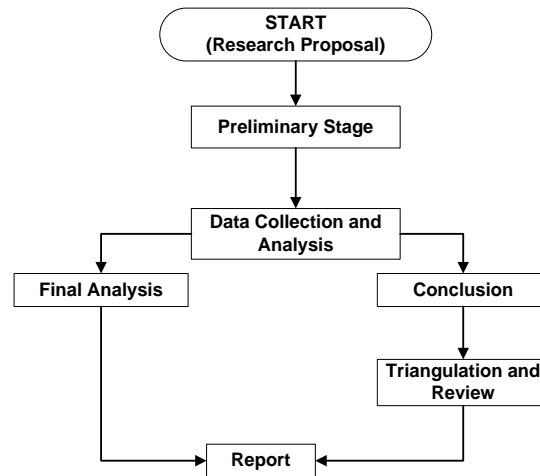 START
(Research Proposal)
Preliminary Stage
Data Collection and
Analysis
Final Analysis
Conclusion
Triangulation and
Review
Report